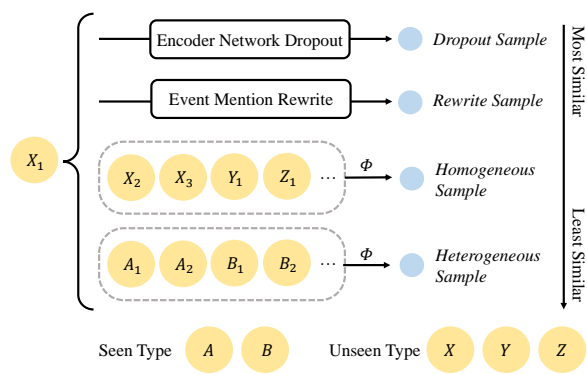 Encoder Network Dropout
Dropout Sample
Event Mention Rewrite
Rewrite Sample
X₁
X₂ X₃ Y₁ Z₁ ... Φ
Homogeneous
Sample
A₁ A₂ B₁ B₂ ... Φ
Heterogeneous
Sample
Most Similar
Least Similar
Seen Type A B
Unseen Type X Y Z